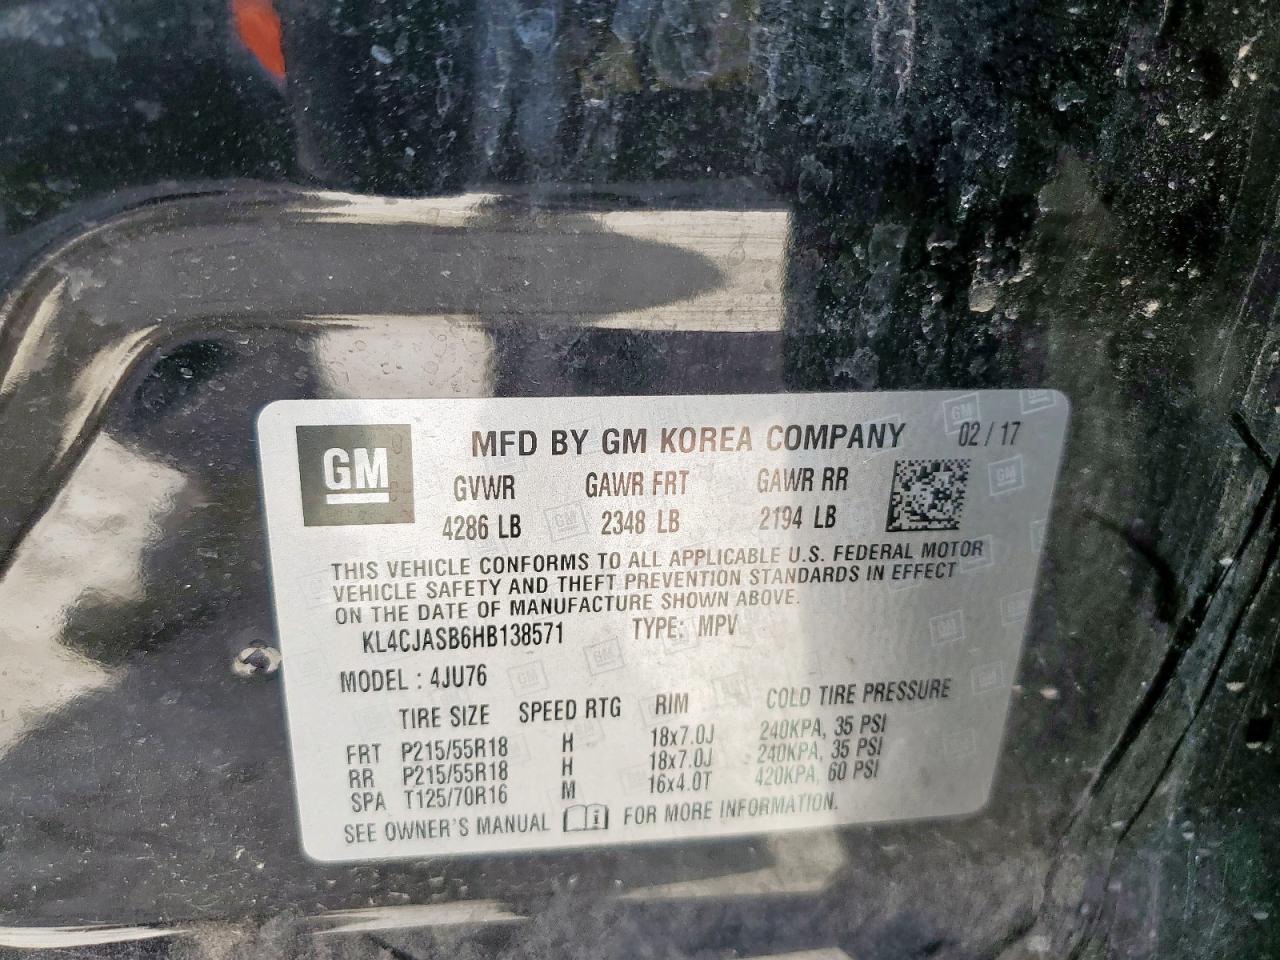 GM
MFD BY GM KOREA COMPANY 02/17
GVWR GAWR FRT GAWR RR
4286 LB 2348 LB 2194 LB
THIS VEHICLE CONFORMS TO ALL APPLICABLE U.S. FEDERAL MOTOR
VEHICLE SAFETY AND THEFT PREVENTION STANDARDS IN EFFECT
ON THE DATE OF MANUFACTURE SHOWN ABOVE.
KL4CJASB6HB138571 TYPE: MPV
MODEL : 4JU76
TIRE SIZE SPEED RTG RIM COLD TIRE PRESSURE
FRT P215/55R18 H 18x7.0J 240KPA, 35 PSI
RR P215/55R18 H 18x7.0J 240KPA, 35 PSI
SPA T125/70R16 M 16x4.0T 420KPA, 60 PSI
SEE OWNER'S MANUAL FOR MORE INFORMATION.